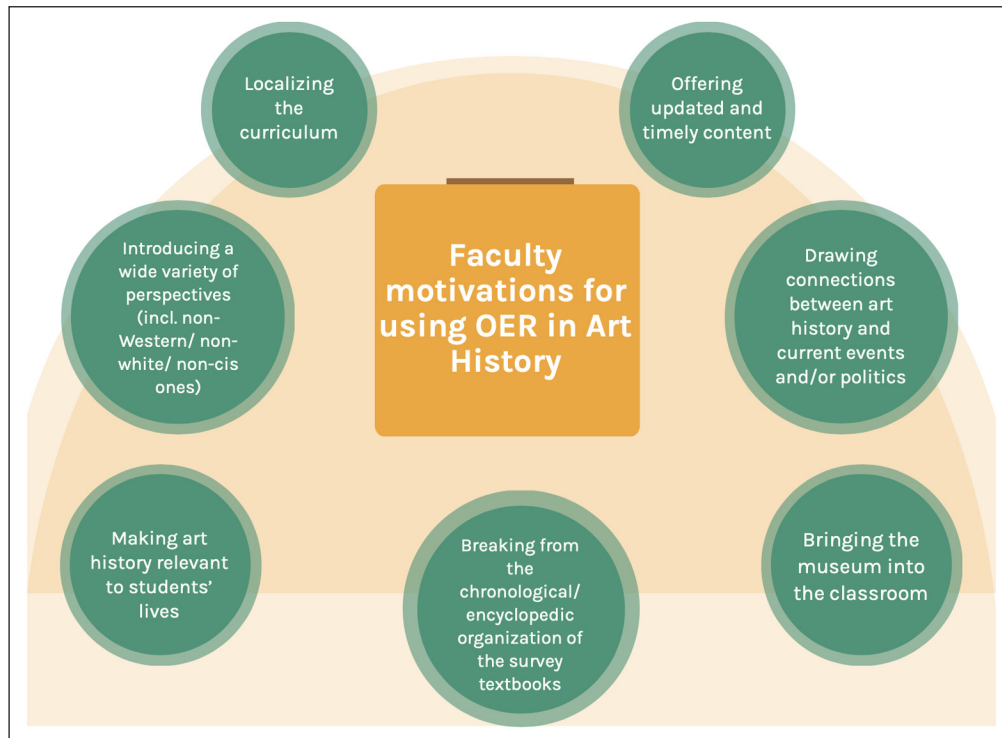 Localizing
the
curriculum
Offering
updated and
timely content
Faculty
motivations for
using OER in Art
History
Introducing a
wide variety of
perspectives
(incl. non-
Western/ non-
white/ non-cis
ones)
Drawing
connections
between art
history and
current events
and/or politics
Making art
history relevant
to students’
lives
Breaking from
the
chronological/
encyclopedic
organization of
the survey
textbooks
Bringing the
museum into
the classroom